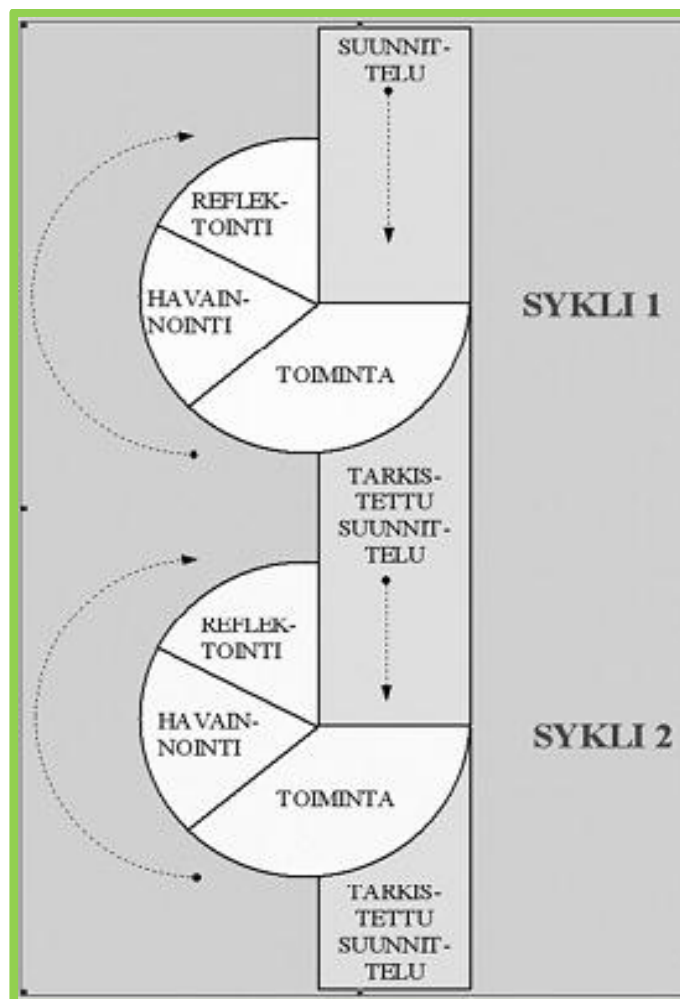 SUUNNIT-
TELU
REFLEK-
TOINTI
HAVAIN-
NOINTI
SYKLI 1
TOIMINTA
TARKIS-
TETTU
SUUNNIT-
TELU
REFLEK-
TOINTI
HAVAIN-
NOINTI
SYKLI 2
TOIMINTA
TARKIS-
TETTU
SUUNNIT-
TELU